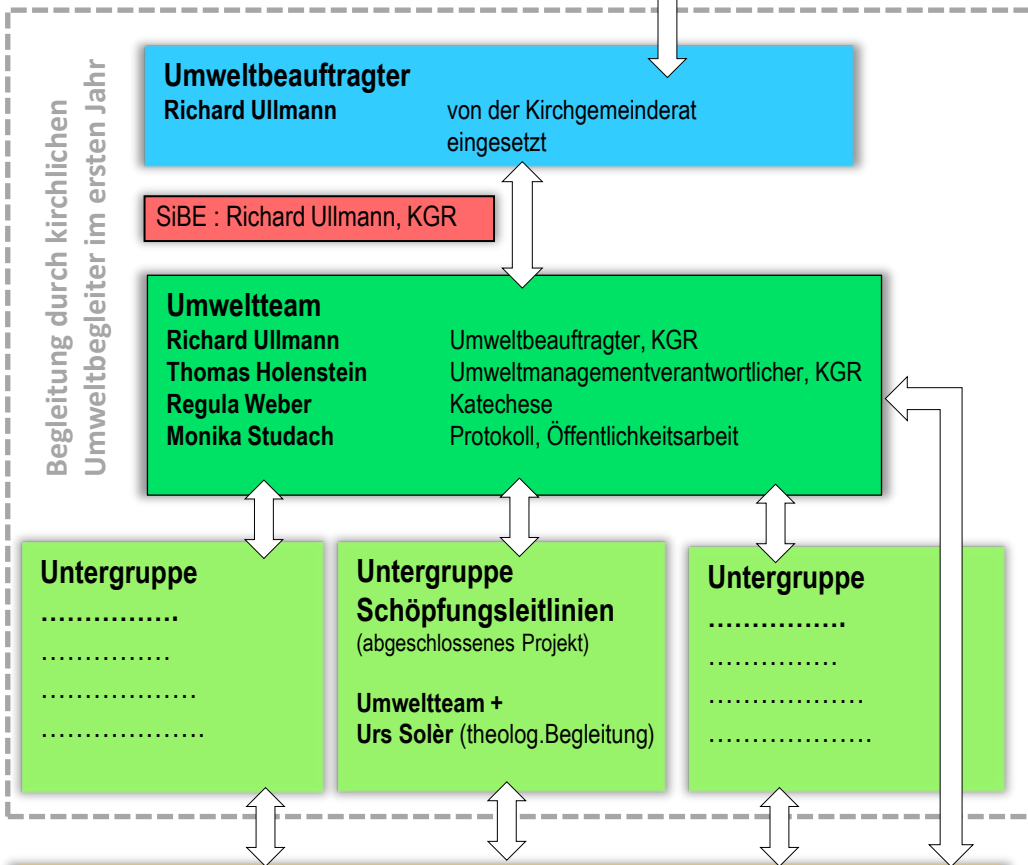 Begleitung durch kirchlichen
Umweltbegleiter im ersten Jahr
Umweltbeauftragter
Richard Ullmann von der Kirchgemeinderat
eingesetzt
SiBE : Richard Ullmann, KGR
Umweltteam
Richard Ullmann Umweltbeauftragter, KGR
Thomas Holenstein Umweltmanagementverantwortlicher, KGR
Regula Weber Katechese
Monika Studach Protokoll, Öffentlichkeitsarbeit
Untergruppe
…………….
……………
………………
……………….
Untergruppe
Schöpfungsleitlinien
(abgeschlossenes Projekt)
Umweltteam +
Urs Solèr (theolog.Begleitung)
Untergruppe
…………….
……………
………………
……………….